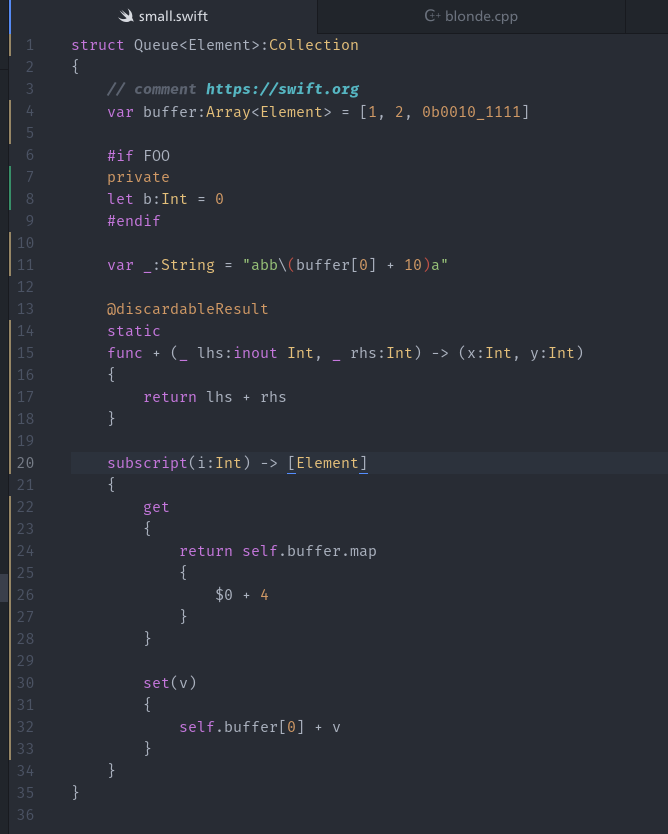 small.swift blonde.cpp
1 struct Queue<Element>:Collection
2 {
3     // comment https://swift.org
4     var buffer:Array<Element> = [1, 2, 0b0010_1111]
5
6     #if FOO
7     private
8     let b:Int = 0
9     #endif
10
11     var _:String = "abb\(buffer[0] + 10)a"
12
13     @discardableResult
14     static
15     func + (_ lhs:inout Int, _ rhs:Int) -> (x:Int, y:Int)
16     {
17         return lhs + rhs
18     }
19
20     subscript(i:Int) -> [Element]
21     {
22         get
23         {
24             return self.buffer.map
25             {
26                 $0 + 4
27             }
28         }
29
30         set(v)
31         {
32             self.buffer[0] + v
33         }
34     }
35 }
36